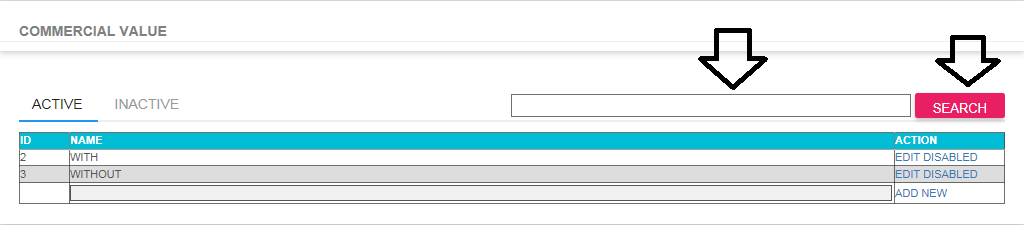 COMMERCIAL VALUE
ACTIVE INACTIVE SEARCH
ID NAME ACTION
2 WITH EDIT DISABLED
3 WITHOUT EDIT DISABLED
ADD NEW